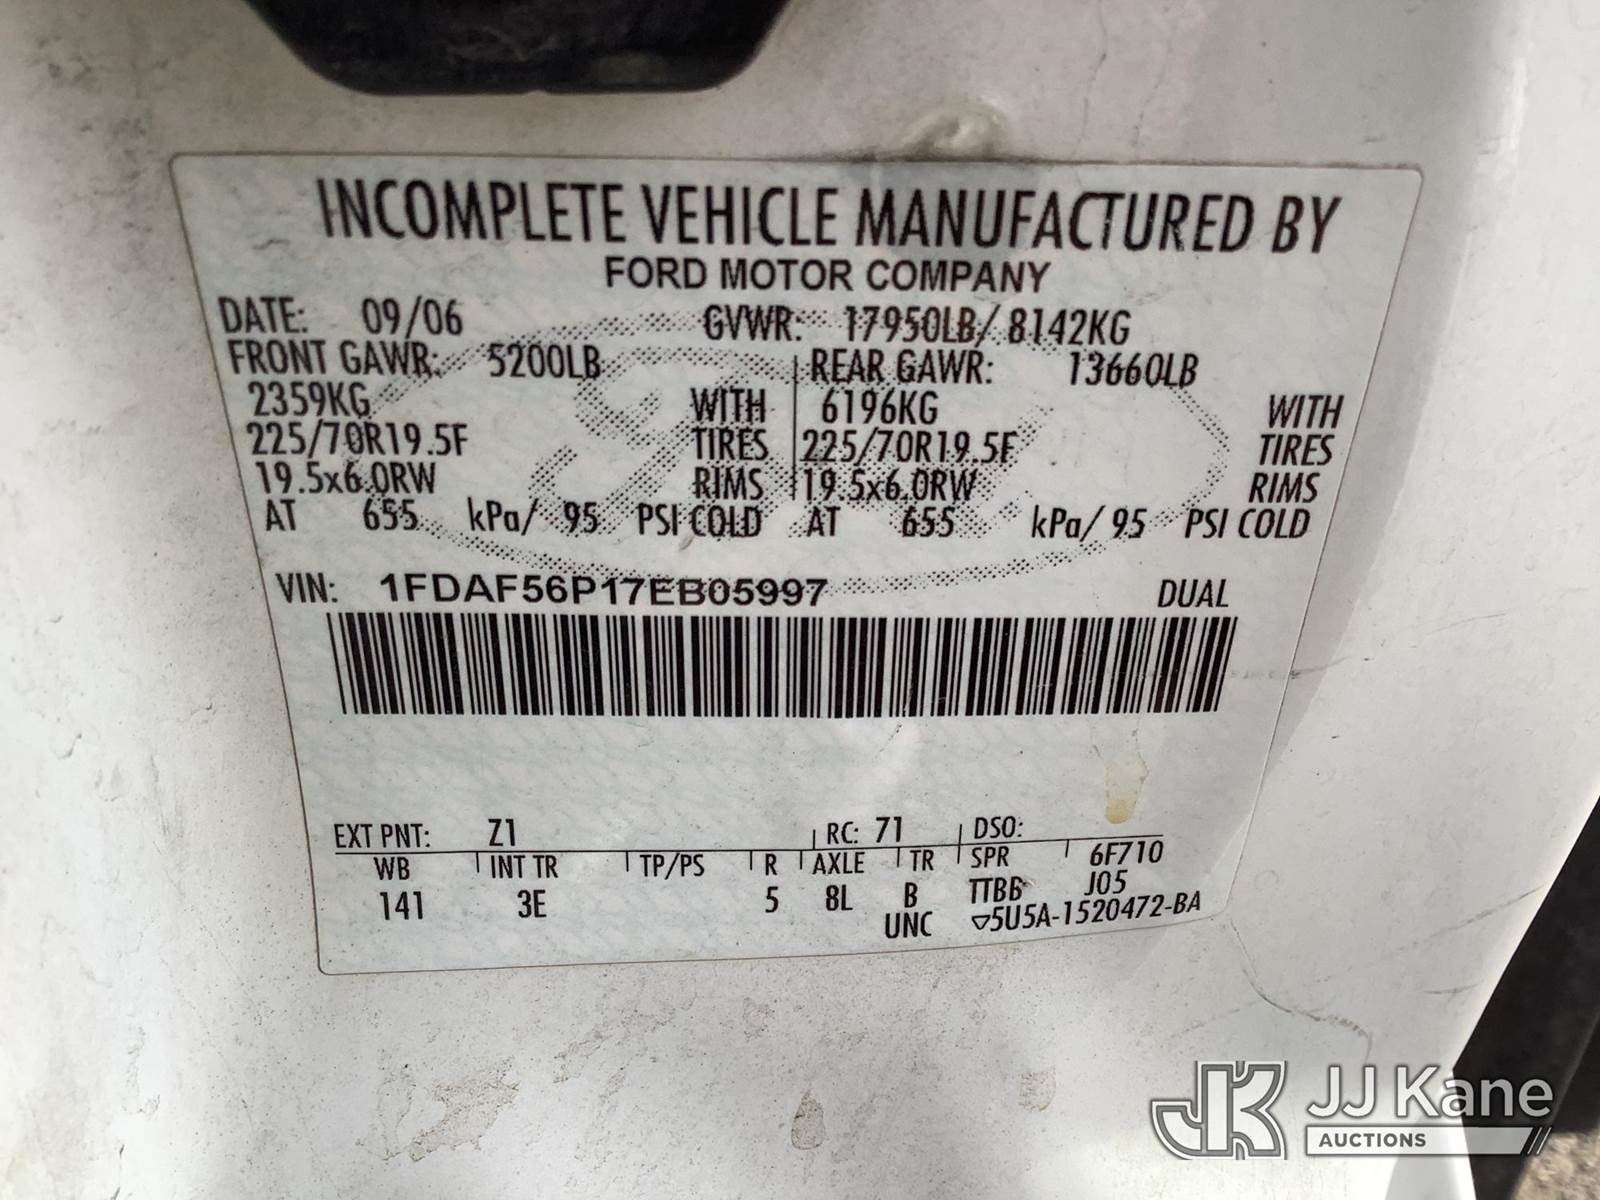 INCOMPLETE VEHICLE MANUFACTURED BY
FORD MOTOR COMPANY
DATE: 09/06 GVWR: 17950LB/ 8142KG
FRONT GAWR: 5200LB REAR GAWR: 13660LB
2359KG WITH 6196KG WITH
225/70R19.5F TIRES 225/70R19.5F TIRES
19.5x6.0RW RIMS 19.5x6.0RW RIMS
AT 655 kPa/ 95 PSI COLD AT 655 kPa/ 95 PSI COLD
VIN: 1FDAF56P17EB05997 DUAL
EXT PNT: Z1 RC: 71 DSO:
WB INT TR TP/PS R AXLE TR SPR 6F710
141 3E 5 8L B TTBB J05
UNC 5U5A-1520472-BA
JK JJ Kane
AUCTIONS